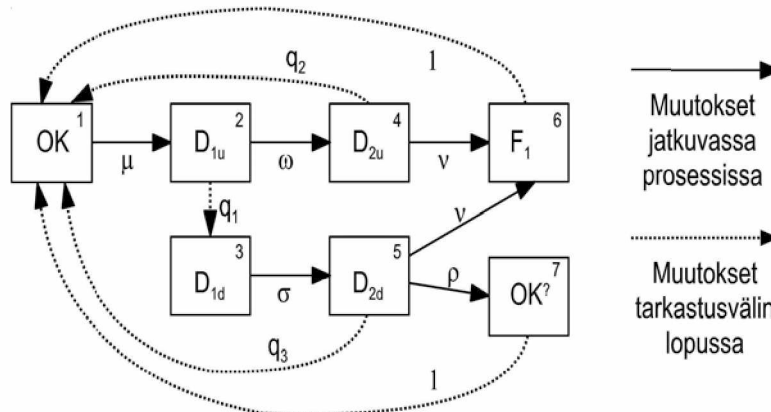 1
q₂
1
OK
μ
2
D₁ᵤ
ω
4
D₂ᵤ
ν
6
F₁
q₁
3
D₁d
σ
5
D₂d
ν
ρ
7
OK?
q₃
1
Muutokset
jatkuvassa
prosessissa
Muutokset
tarkastusvälin
lopussa